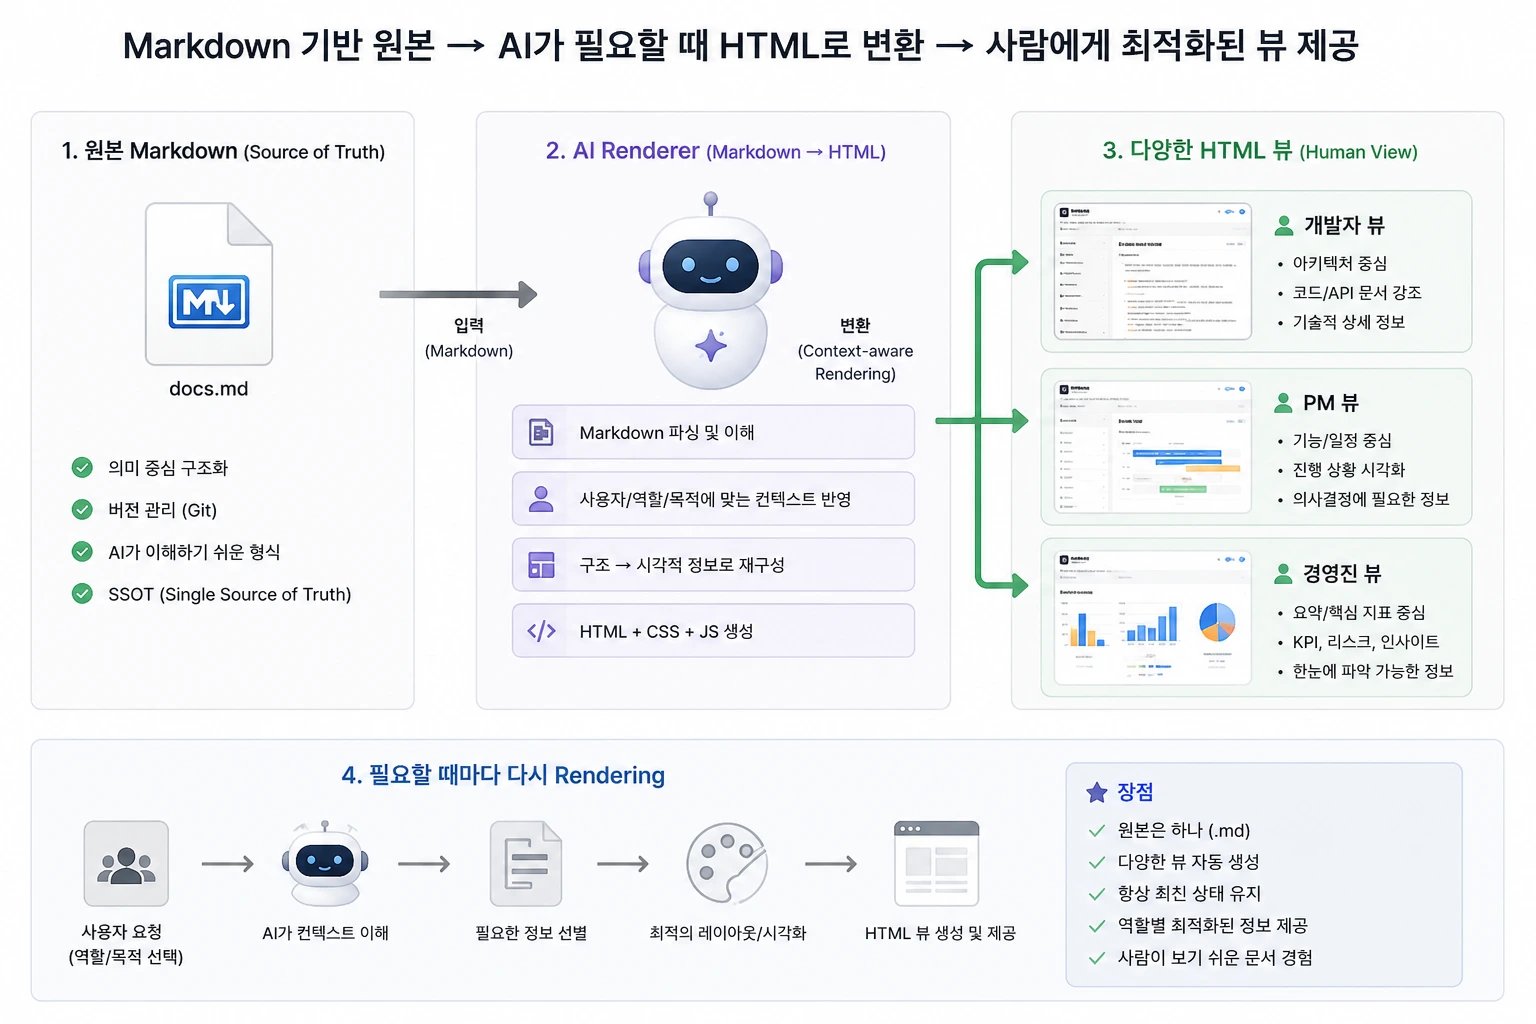 Markdown 기반 원본 → AI가 필요할 때 HTML로 변환 → 사람에게 최적화된 뷰 제공
1. 원본 Markdown (Source of Truth)
M
docs.md
의미 중심 구조화
버전 관리 (Git)
AI가 이해하기 쉬운 형식
SSOT (Single Source of Truth)
입력
(Markdown)
2. AI Renderer (Markdown → HTML)
변환
(Context-aware
Rendering)
Markdown 파싱 및 이해
사용자/역할/목적에 맞는 컨텍스트 반영
구조 → 시각적 정보로 재구성
</> HTML + CSS + JS 생성
3. 다양한 HTML 뷰 (Human View)
개발자 뷰
• 아키텍처 중심
• 코드/API 문서 강조
• 기술적 상세 정보
PM 뷰
• 기능/일정 중심
• 진행 상황 시각화
• 의사결정에 필요한 정보
경영진 뷰
• 요약/핵심 지표 중심
• KPI, 리스크, 인사이트
• 한눈에 파악 가능한 정보
4. 필요할 때마다 다시 Rendering
사용자 요청
(역할/목적 선택)
AI가 컨텍스트 이해
필요한 정보 선별
최적의 레이아웃/시각화
HTML 뷰 생성 및 제공
장점
원본은 하나 (.md)
다양한 뷰 자동 생성
항상 최친 상태 유지
역할별 최적화된 정보 제공
사람이 보기 쉬운 문서 경험